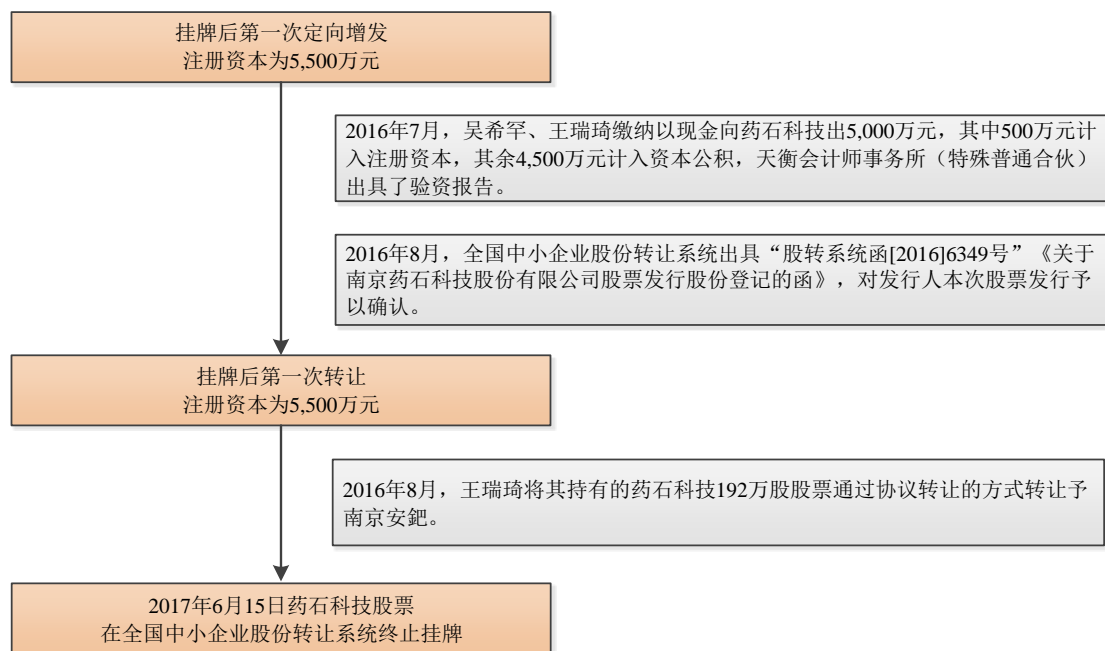 挂牌后第一次定向增发
注册资本为5,500万元
2016年7月，吴希罕、王瑞琦缴纳以现金向药石科技出5,000万元，其中500万元计
入注册资本，其余4,500万元计入资本公积，天衡会计师事务所（特殊普通合伙）
出具了验资报告。
2016年8月，全国中小企业股份转让系统出具“股转系统函[2016]6349号”《关于
南京药石科技股份有限公司股票发行股份登记的函》，对发行人本次股票发行予
以确认。
挂牌后第一次转让
注册资本为5,500万元
2016年8月，王瑞琦将其持有的药石科技192万股股票通过协议转让的方式转让予
南京安鈀。
2017年6月15日药石科技股票
在全国中小企业股份转让系统终止挂牌